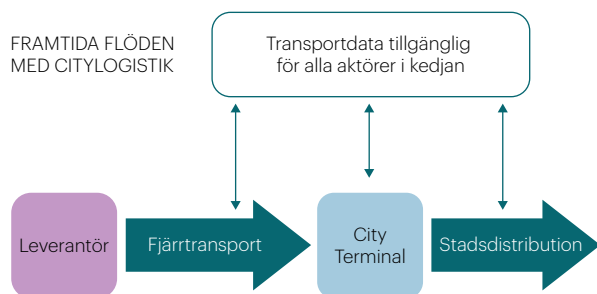 FRAMTIDA FLÖDEN
MED CITYLOGISTIK
Transportdata tillgänglig
för alla aktörer i kedjan
Leverantör
Fjärrtransport
City
Terminal
Stadsdistribution